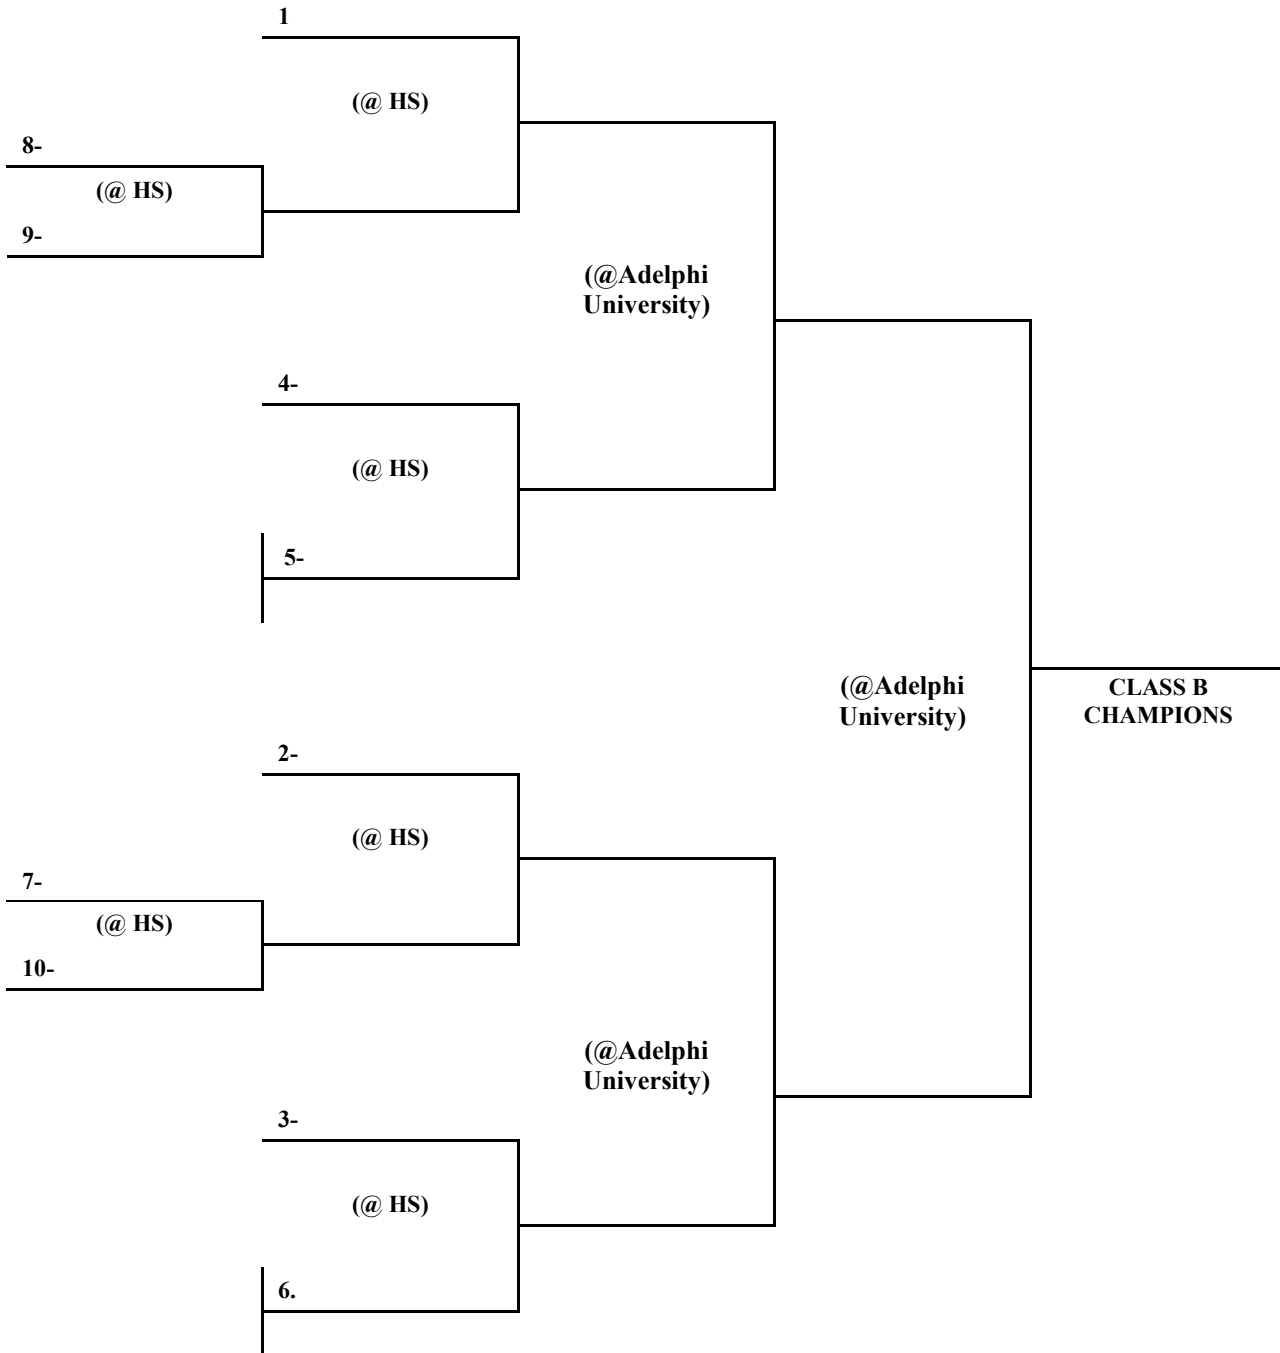 1
(@ HS)
8-
(@ HS)
9-
(@Adelphi
University)
4-
(@ HS)
5-
(@Adelphi
University)
CLASS B
CHAMPIONS
2-
(@ HS)
7-
(@ HS)
10-
(@Adelphi
University)
3-
(@ HS)
6.